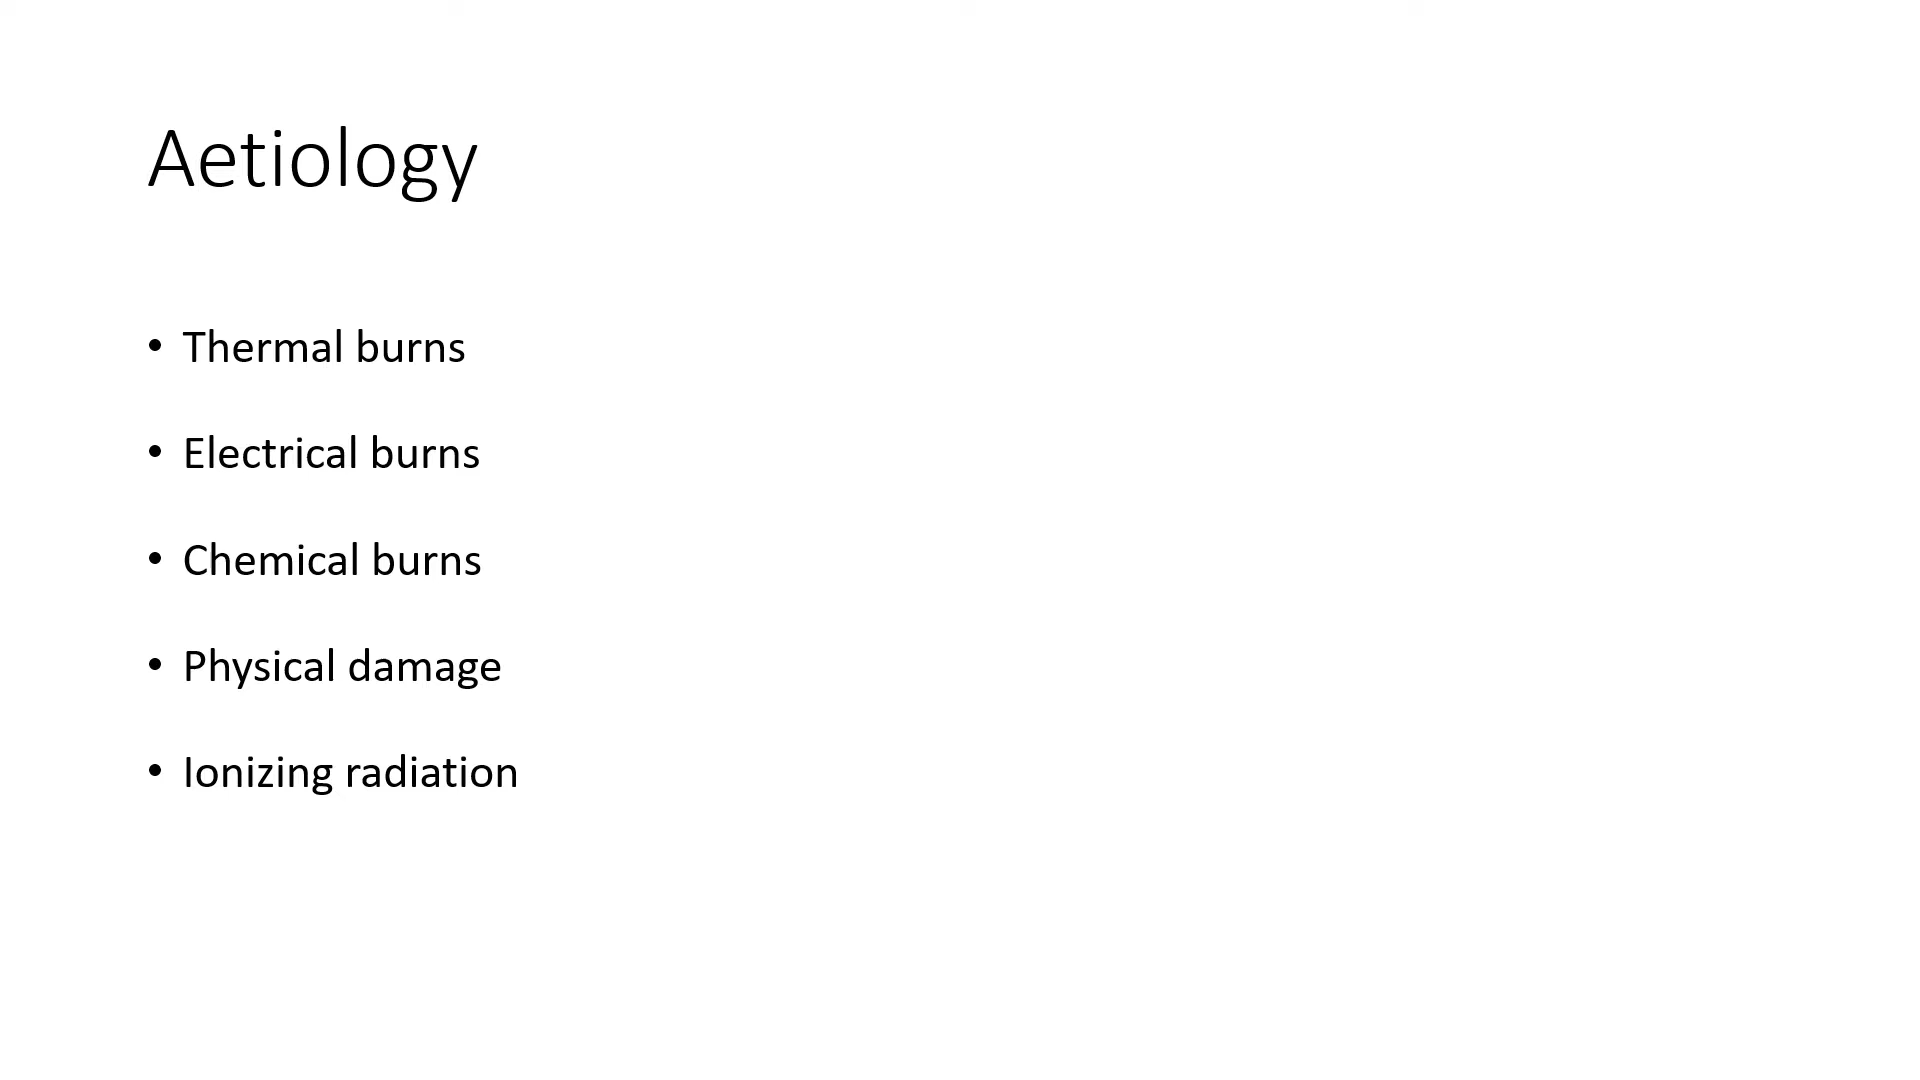 Aetiology
• Thermal burns
• Electrical burns
• Chemical burns
• Physical damage
• Ionizing radiation